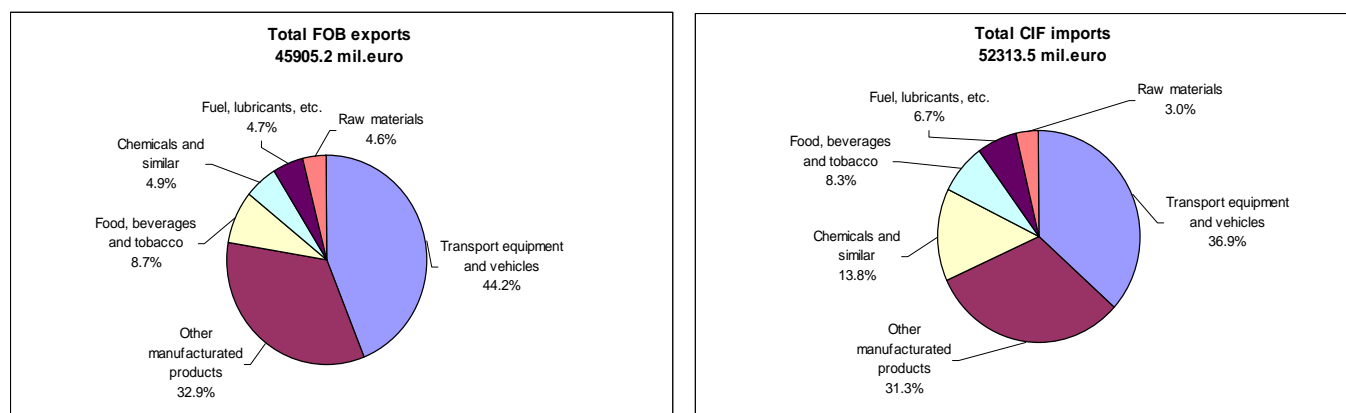 Total FOB exports
45905.2 mil.euro
Fuel, lubricants, etc.
4.7%
Raw materials
4.6%
Chemicals and
similar
4.9%
Food, beverages
and tobacco
8.7%
Transport equipment
and vehicles
44.2%
Other
manufacturated
products
32.9%
Total CIF imports
52313.5 mil.euro
Fuel, lubricants, etc.
6.7%
Raw materials
3.0%
Food, beverages
and tobacco
8.3%
Transport equipment
and vehicles
36.9%
Chemicals and
similar
13.8%
Other
manufacturated
products
31.3%